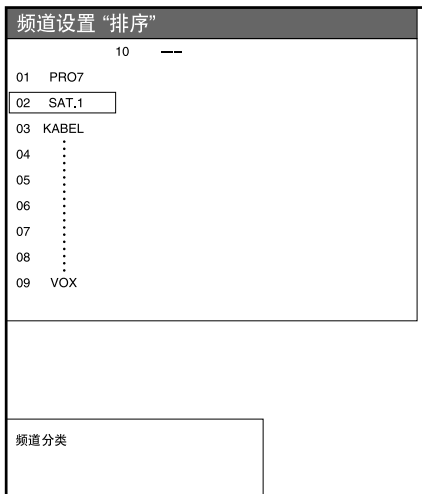 频道设置 “排序”
10 ––
01 PRO7
02 SAT.1
03 KABEL
04
05
06
07
08
09 VOX
频道分类